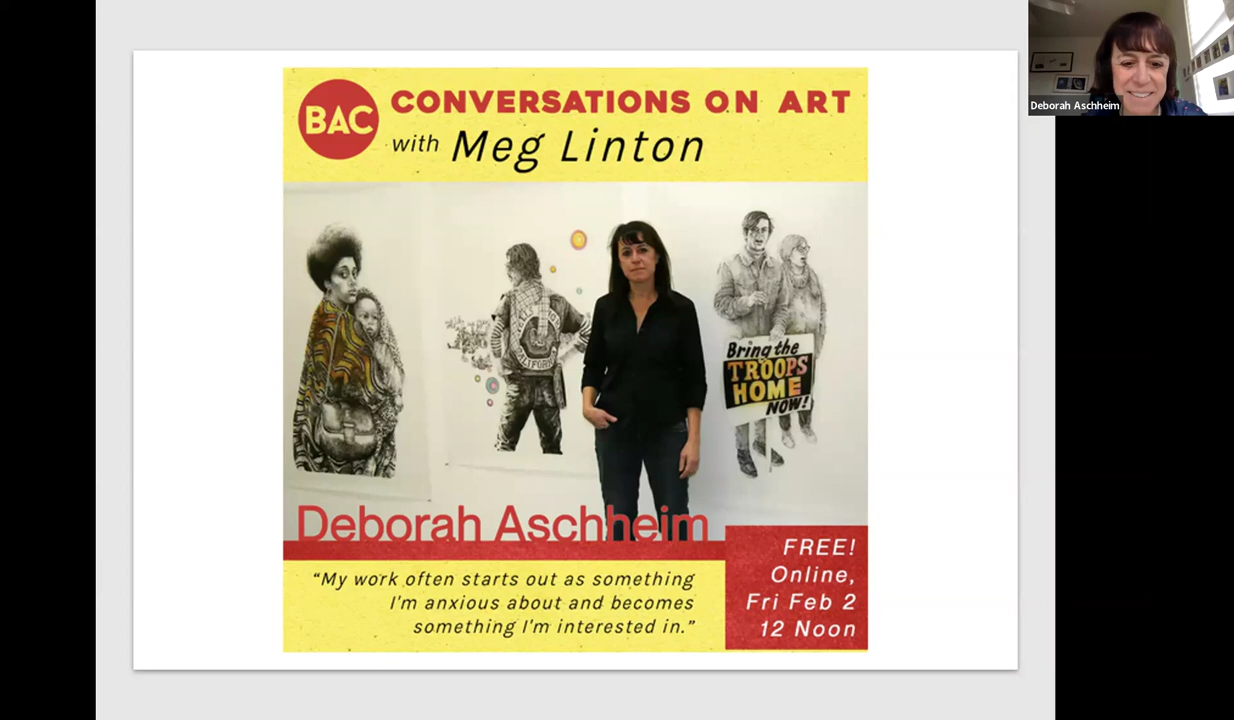 BAC
CONVERSATIONS ON ART
with Meg Linton
Deborah Aschheim
Bring the
TROOPS
HOME
NOW!
CALIFORNIA
Deborah Aschheim
“My work often starts out as something
I'm anxious about and becomes
something I'm interested in.”
FREE!
Online,
Fri Feb 2
12 Noon